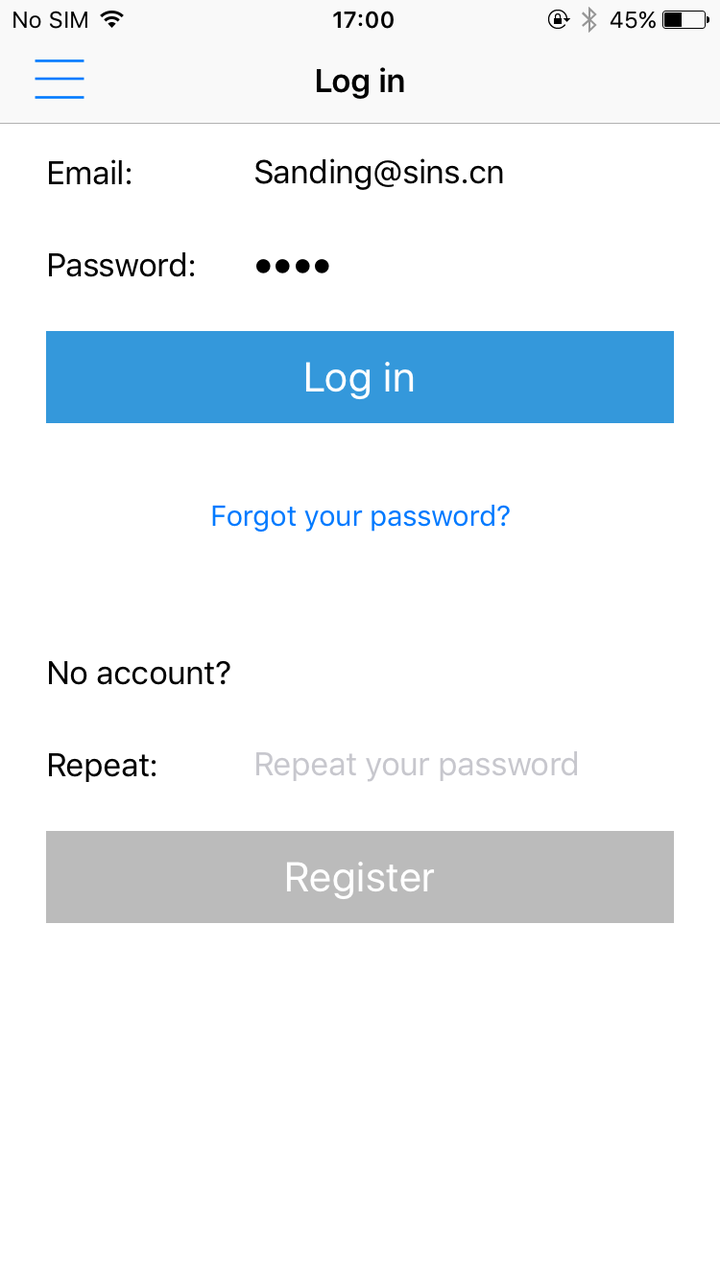 No SIM 17:00 45%
Log in
Email: Sanding@sins.cn
Password: ••••
Log in
Forgot your password?
No account?
Repeat: Repeat your password
Register